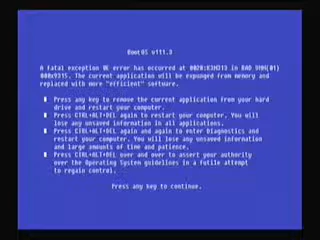 BootOS v111.3
A fatal exception 0E error has occurred at 0028:R3HD13 in BAD VHH(01)
000x9315. The current application will be expunged from memory and
replaced with more "efficient" software.
Press any key to remove the current application from your hard
drive and restart your computer.
Press CTRL+ALT+DEL again to restart your computer. You will
lose any unsaved information in all applications.
Press CTRL+ALT+DEL again and again to enter Diagnostics and
restart your computer. You will lose any unsaved information
and large amounts of time and patience.
Press CTRL+ALT+DEL over and over to assert your authority
over the Operating System guidelines in a futile attempt
to regain control.
Press any key to continue.